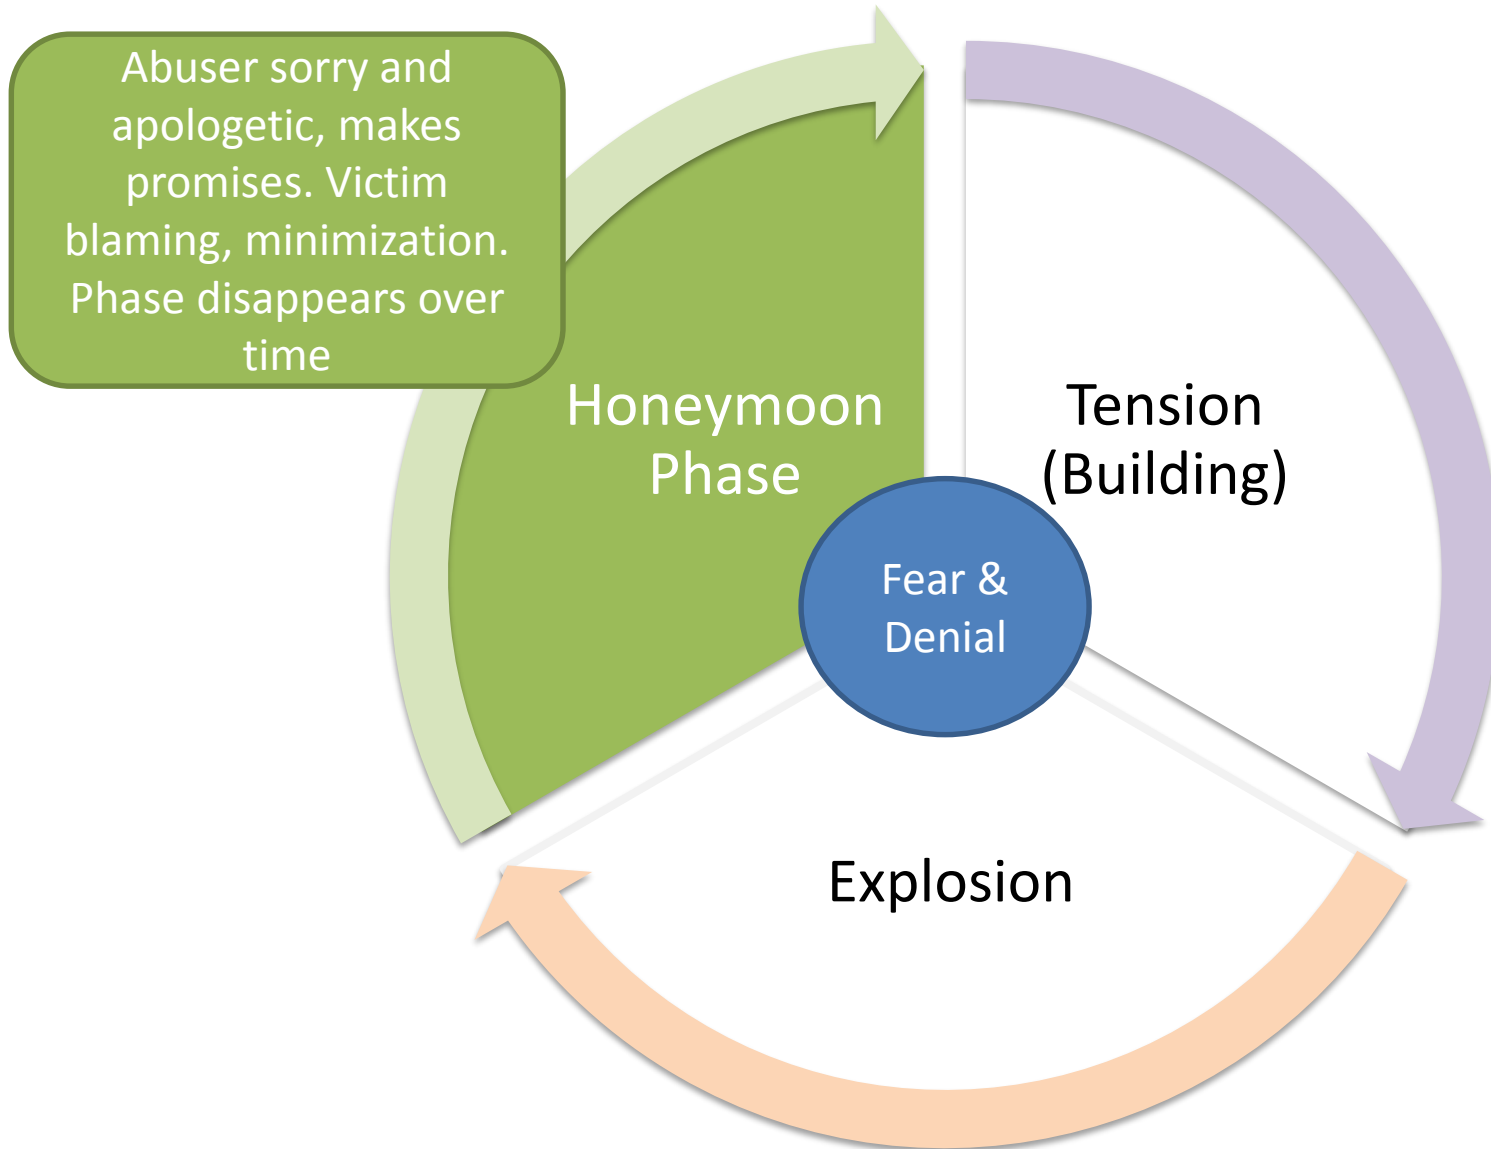 Abuser sorry and
apologetic, makes
promises. Victim
blaming, minimization.
Phase disappears over
time
Honeymoon
Phase
Tension
(Building)
Fear &
Denial
Explosion